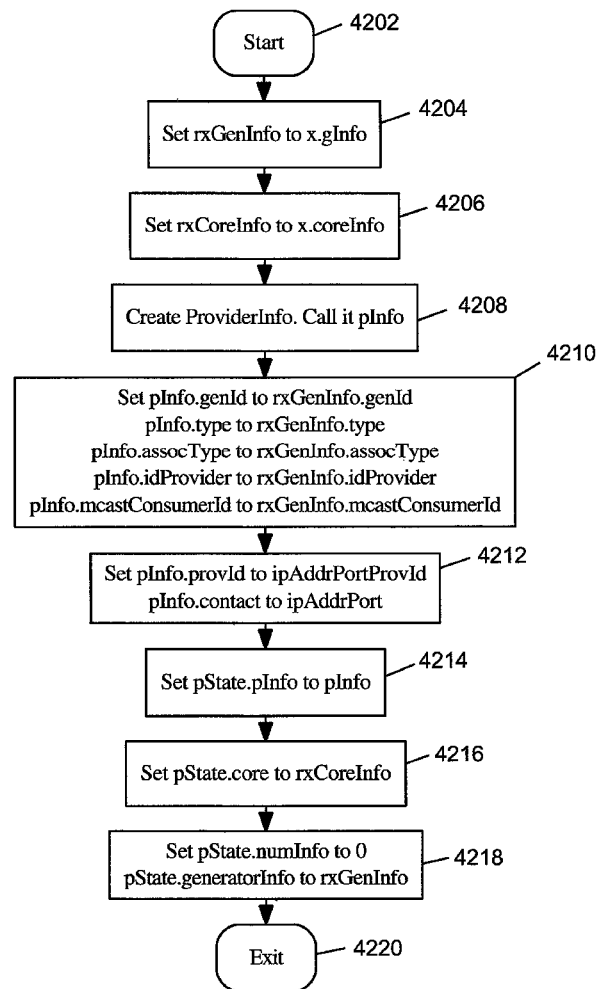 4202
Start
4204
Set rxGenInfo to x.gInfo
4206
Set rxCoreInfo to x.coreInfo
4208
Create ProviderInfo. Call it pInfo
4210
Set pInfo.genId to rxGenInfo.genId
pInfo.type to rxGenInfo.type
pInfo.assocType to rxGenInfo.assocType
pInfo.idProvider to rxGenInfo.idProvider
pInfo.mcastConsumerId to rxGenInfo.mcastConsumerId
4212
Set pInfo.provId to ipAddrPortProvId
pInfo.contact to ipAddrPort
4214
Set pState.pInfo to pInfo
4216
Set pState.core to rxCoreInfo
Set pState.numInfo to 0
4218
pState.generatorInfo to rxGenInfo
Exit
4220